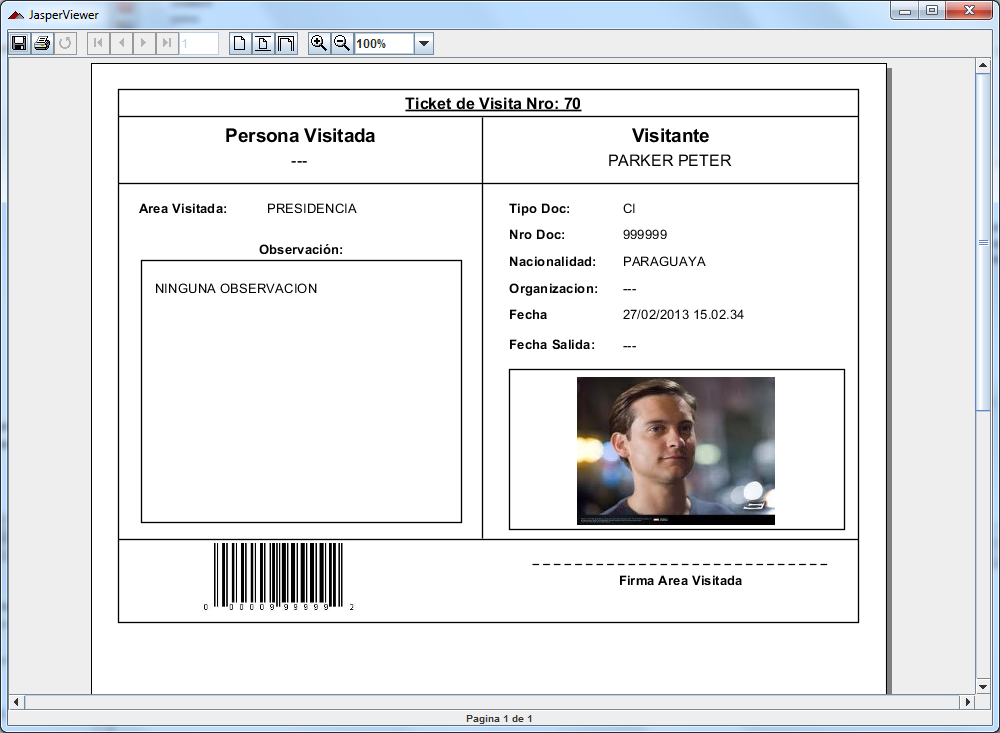 JasperViewer
1
100%
Ticket de Visita Nro: 70
Persona Visitada
---
Visitante
PARKER PETER
Area Visitada: PRESIDENCIA
Observación:
NINGUNA OBSERVACION
Tipo Doc: CI
Nro Doc: 999999
Nacionalidad: PARAGUAYA
Organizacion: ---
Fecha 27/02/2013 15.02.34
Fecha Salida: ---
0 00009 99999 2
Firma Area Visitada
Pagina 1 de 1